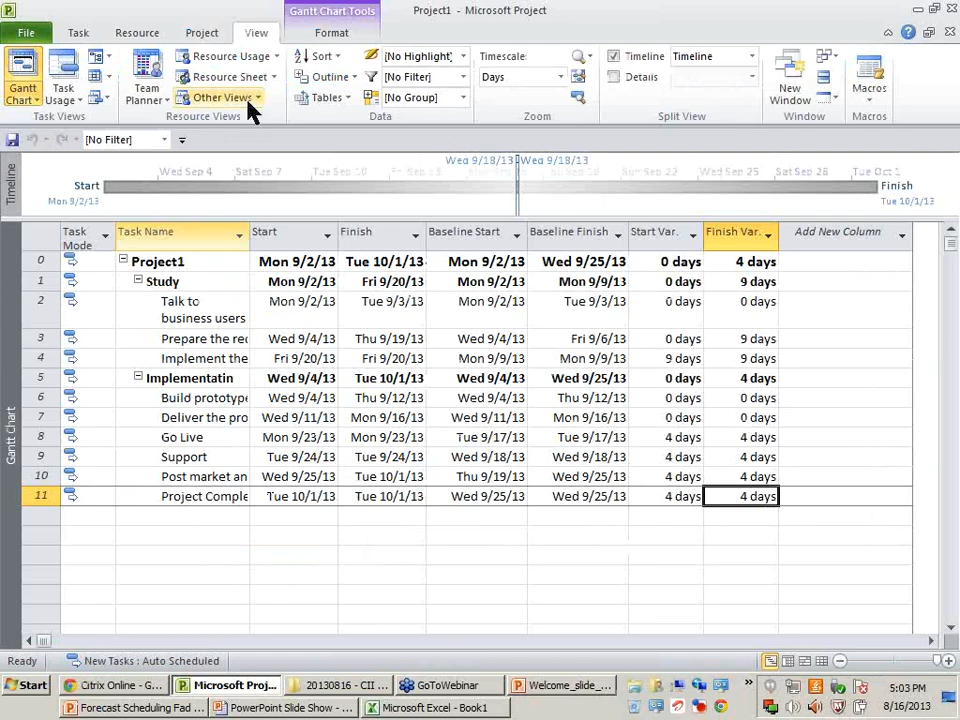 Gantt Chart Tools
Project1 - Microsoft Project
File Task Resource Project View Format
Gantt Chart
Task Usage
Team Planner
Resource Usage
Resource Sheet
Other Views
Sort
Outline
Tables
[No Highlight]
[No Filter]
[No Group]
Timescale:
Days
Timeline Timeline
Details
New Window
Macros
Task Views Resource Views Data Zoom Split View Window Macros
[No Filter]
Wed 9/18/13 Wed 9/18/13
Wed Sep 4 Sat Sep 7 Tue Sep 10 Sun Sep 22 Wed Sep 25 Sat Sep 28 Tue Oct 1
Timeline
Start Finish
Mon 9/2/13 Tue 10/1/13
Task Mode Task Name Start Finish Baseline Start Baseline Finish Start Var. Finish Var. Add New Column
0 Project1 Mon 9/2/13 Tue 10/1/13 Mon 9/2/13 Wed 9/25/13 0 days 4 days
1 Study Mon 9/2/13 Fri 9/20/13 Mon 9/2/13 Mon 9/9/13 0 days 9 days
2 Talk to business users Mon 9/2/13 Tue 9/3/13 Mon 9/2/13 Tue 9/3/13 0 days 0 days
3 Prepare the rec Wed 9/4/13 Thu 9/19/13 Wed 9/4/13 Fri 9/6/13 0 days 9 days
4 Implement the Fri 9/20/13 Fri 9/20/13 Mon 9/9/13 Mon 9/9/13 9 days 9 days
5 Implementatin Wed 9/4/13 Tue 10/1/13 Wed 9/4/13 Wed 9/25/13 0 days 4 days
6 Build prototype Wed 9/4/13 Thu 9/12/13 Wed 9/4/13 Thu 9/12/13 0 days 0 days
7 Deliver the pro Wed 9/11/13 Mon 9/16/13 Wed 9/11/13 Mon 9/16/13 0 days 0 days
8 Go Live Mon 9/23/13 Mon 9/23/13 Tue 9/17/13 Tue 9/17/13 4 days 4 days
9 Support Tue 9/24/13 Tue 9/24/13 Wed 9/18/13 Wed 9/18/13 4 days 4 days
10 Post market an Wed 9/25/13 Tue 10/1/13 Thu 9/19/13 Wed 9/25/13 4 days 4 days
11 Project Comple Tue 10/1/13 Tue 10/1/13 Wed 9/25/13 Wed 9/25/13 4 days 4 days
Gantt Chart
Ready New Tasks : Auto Scheduled
Start Citrix Online - G... Microsoft Proj... 20130816 - CII ... GoToWebinar Welcome_slide_... 5:03 PM
Forecast Scheduling Fad ... PowerPoint Slide Show - ... Microsoft Excel - Book1 8/16/2013